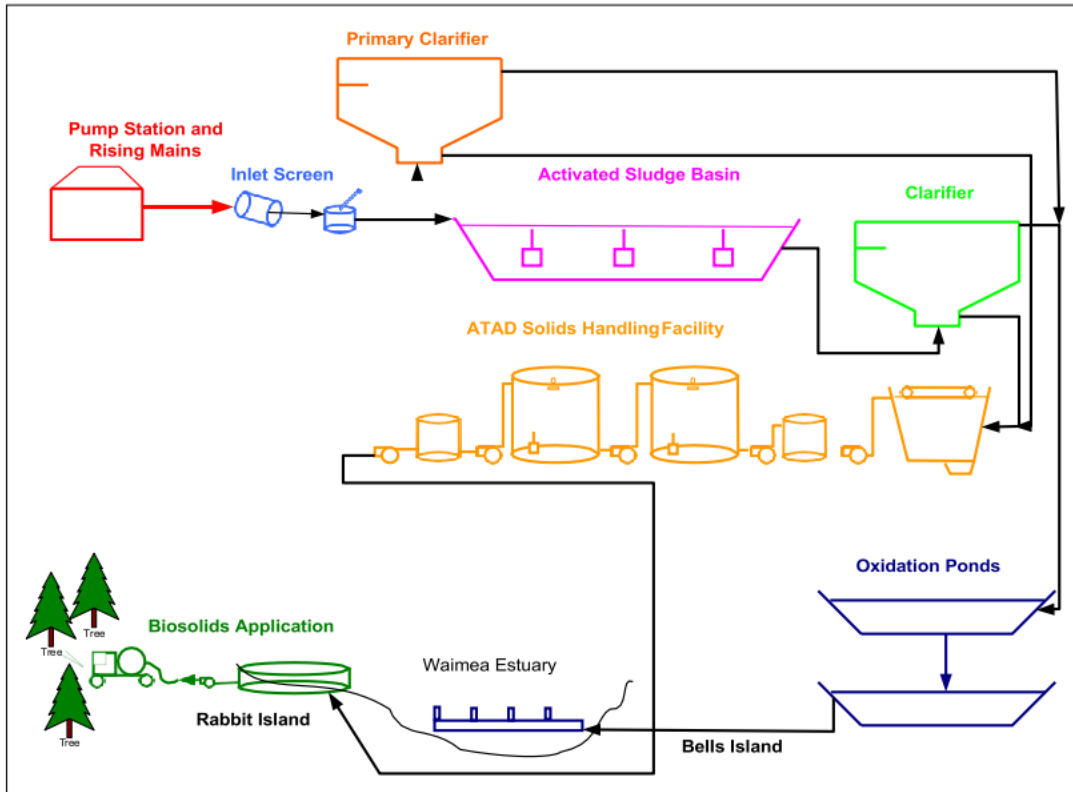 Primary Clarifier
Pump Station and
Rising Mains
Inlet Screen
Activated Sludge Basin
Clarifier
ATAD Solids Handling Facility
Oxidation Ponds
Tree
Tree
Biosolids Application
Waimea Estuary
Rabbit Island
Bells Island
Tree